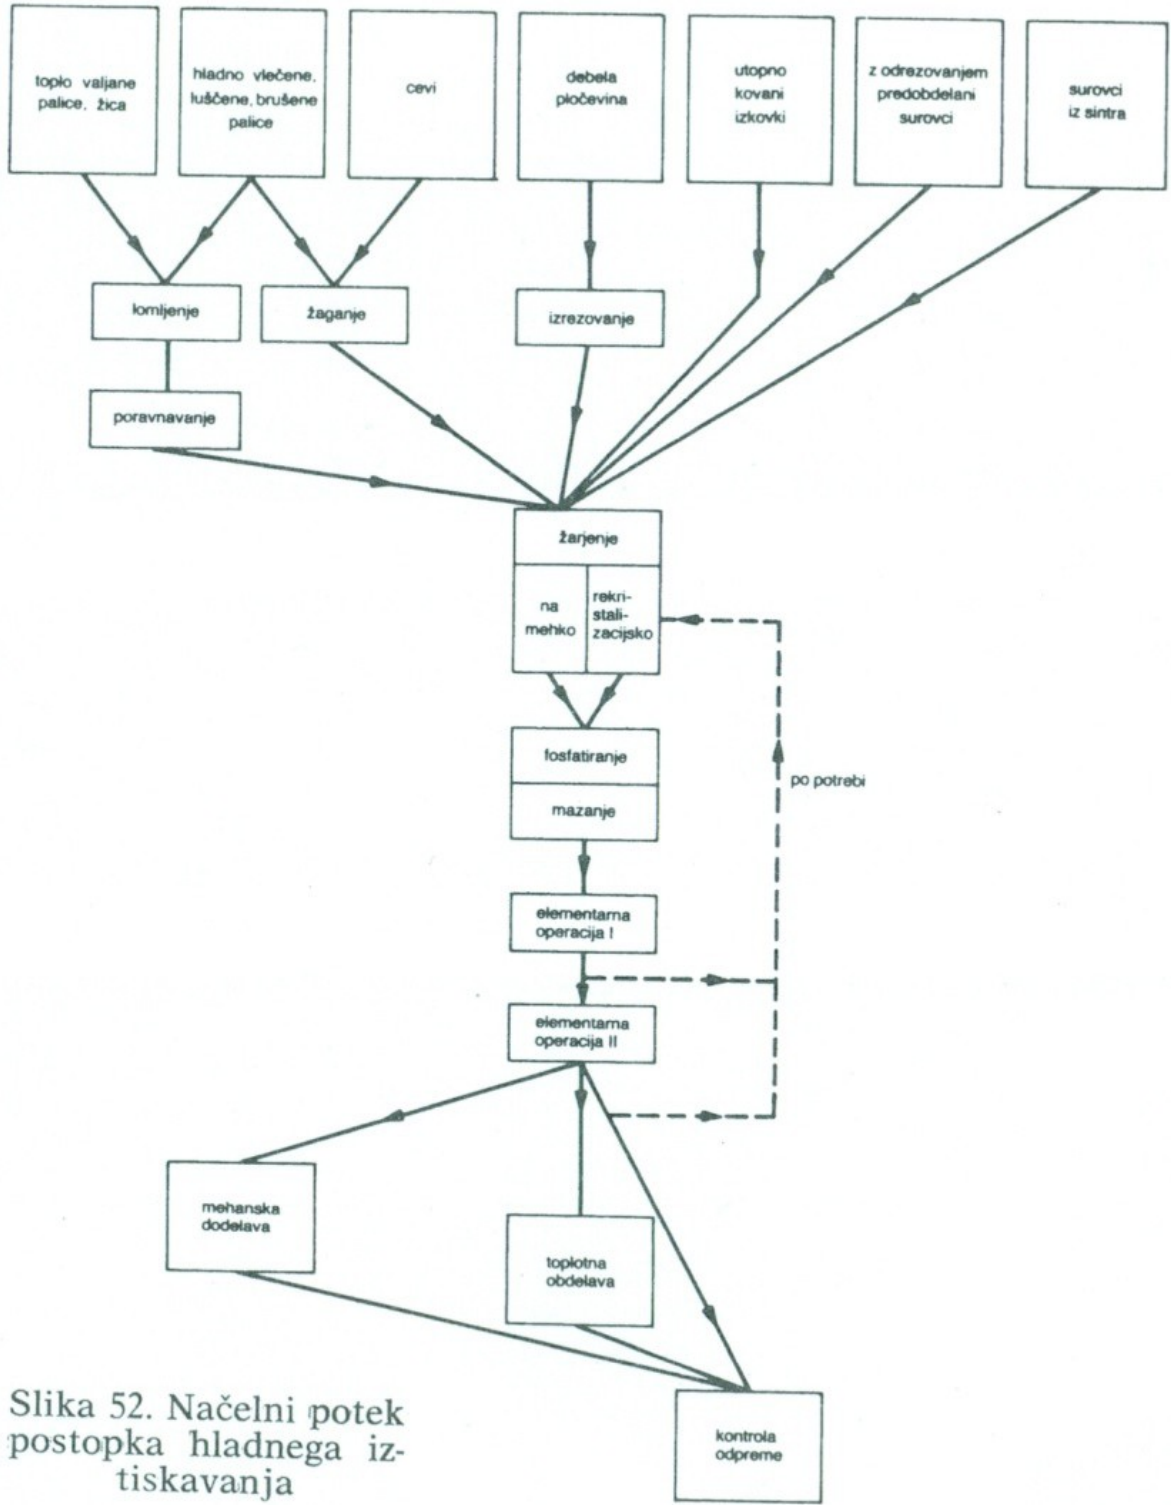 toplo valjane
palice, žica
hladno vlečene,
luščene, brušene
palice
cevi
debela
pločevina
utopno
kovani
izkovki
z odrezovanjem
predobdelani
surovci
surovci
iz sintra
lomljenje
žaganje
izrezovanje
poravnavanje
žarjenje
na
mehko
rekri-
stali-
zacijsko
fosfatiranje
mazanje
po potrebi
elementarna
operacija I
elementarna
operacija II
mehanska
dodelava
toplotna
obdelava
kontrola
odpreme
Slika 52. Načelni potek
postopka hladnega iz-
tiskavanja